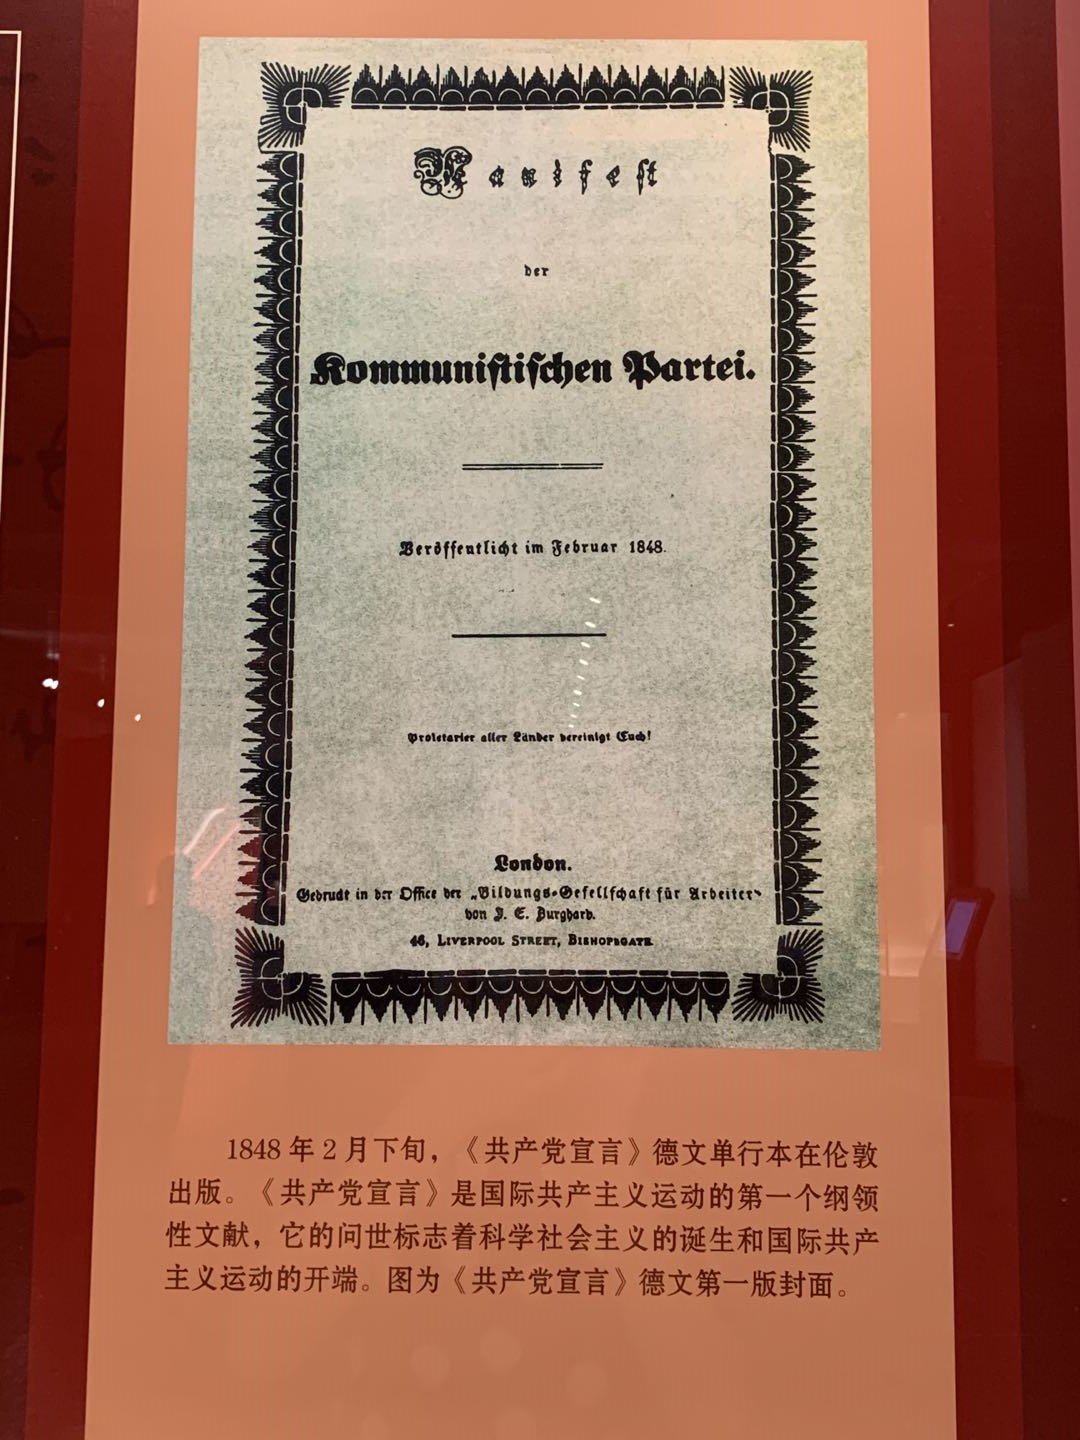 Manifest
der
Kommunistischen Partei.
Veröffentlicht im Februar 1848.
Proletarier aller Länder vereinigt Euch!
London.
Gedruckt in der Office der „Bildungs-Gesellschaft für Arbeiter“
von J. E. Burghard.
46, LIVERPOOL STREET, BISHOPSGATE
1848 年 2 月下旬，《共产党宣言》德文单行本在伦敦
出版。《共产党宣言》是国际共产主义运动的第一个纲领
性文献，它的问世标志着科学社会主义的诞生和国际共产
主义运动的开端。图为《共产党宣言》德文第一版封面。